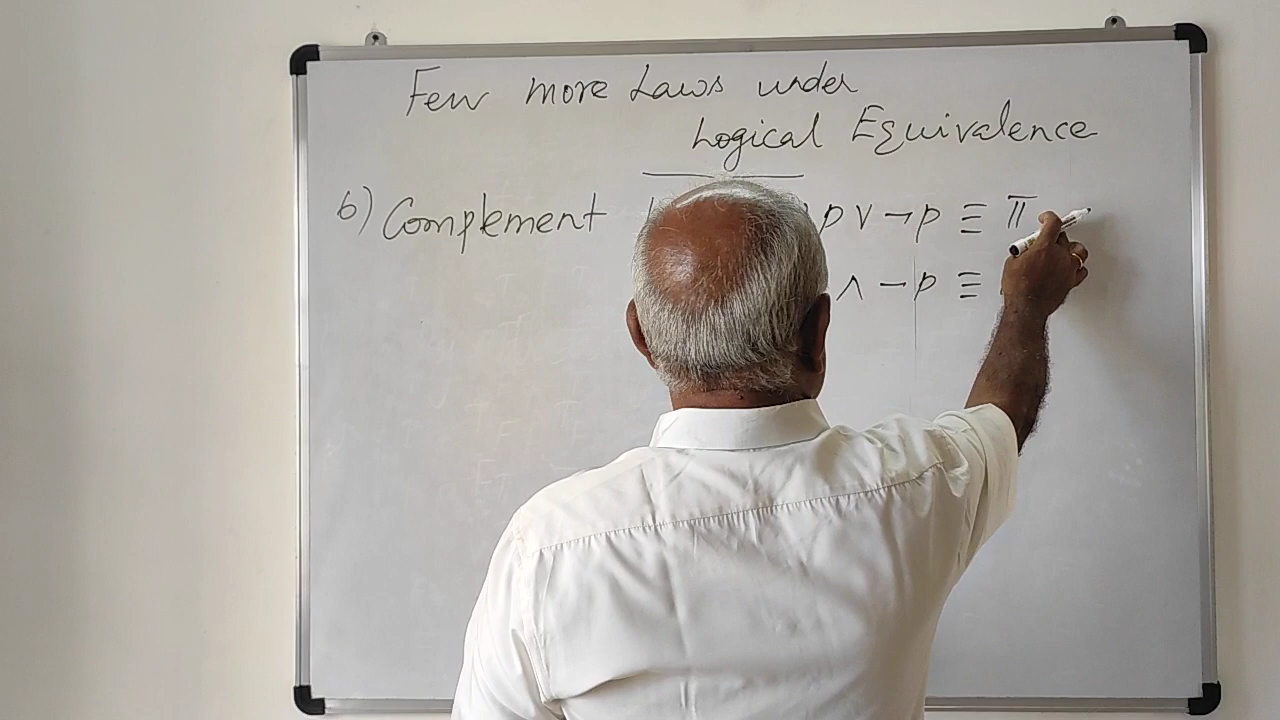 Few more Laws under
Logical Equivalence
6) Complement p ∨ ¬p ≡ T
∧ ¬p ≡